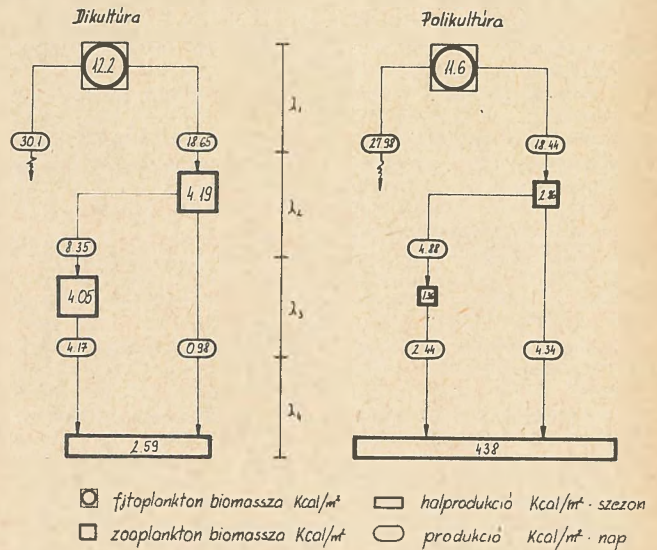 Dikultúra
Polikultúra
12.2
11.6
30.1
18.65
27.98
18.44
λ₁
4.19
2.86
λ₂
8.35
4.88
4.05
λ₃
4.17
0.98
2.44
4.34
λ₄
2.59
438
fitoplankton biomassza Kcal/m²
halprodukció Kcal/m² · szezon
zooplankton biomassza Kcal/m²
produkció Kcal/m² · nap